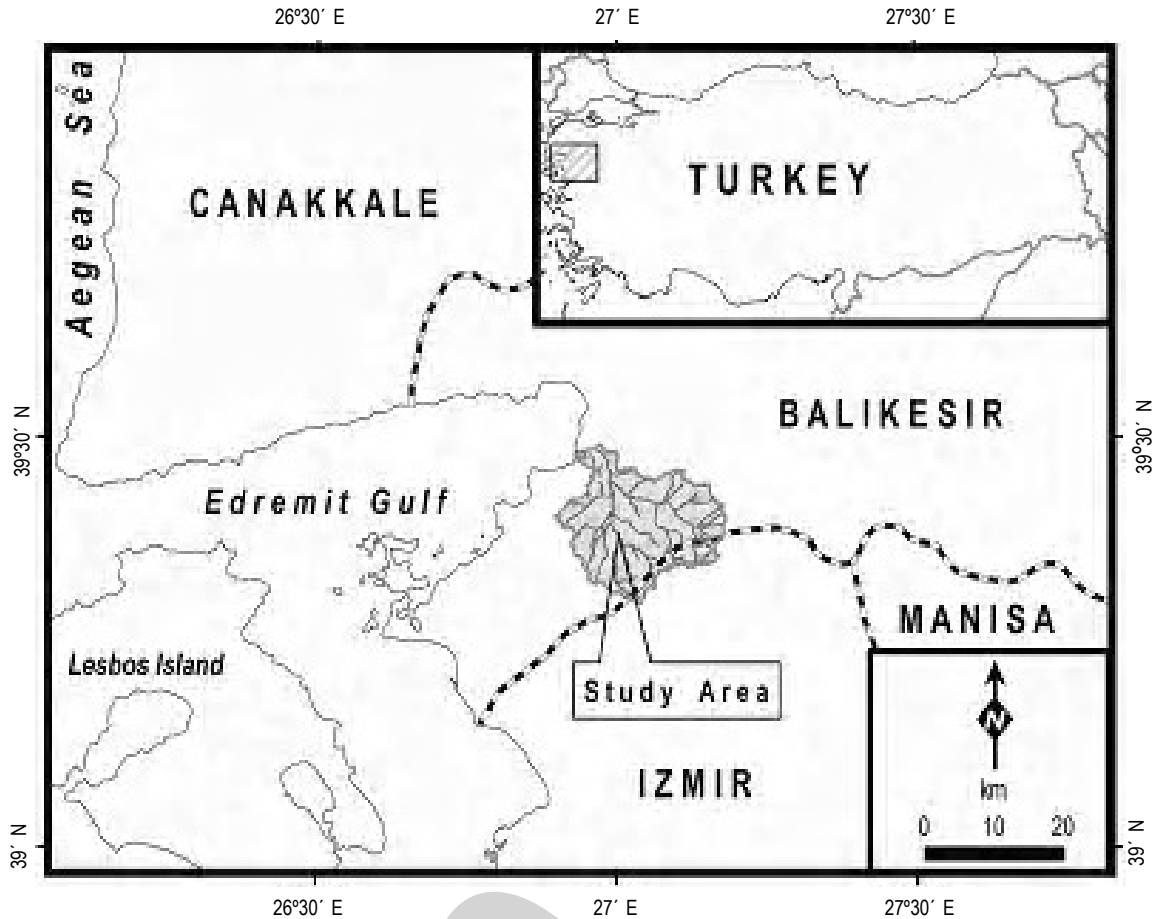 26º30´ E
27´ E
27º30´ E
Aegean Sea
CANAKKALE
TURKEY
39º30´ N
BALIKESIR
39º30´ N
Edremit Gulf
MANISA
Lesbos Island
Study Area
N
IZMIR
km
0 10 20
39´ N
39´ N
26º30´ E
27´ E
27º30´ E